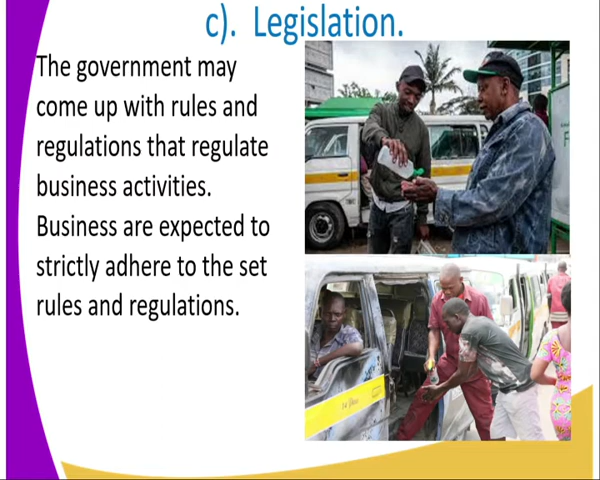 c). Legislation.
The government may
come up with rules and
regulations that regulate
business activities.
Business are expected to
strictly adhere to the set
rules and regulations.